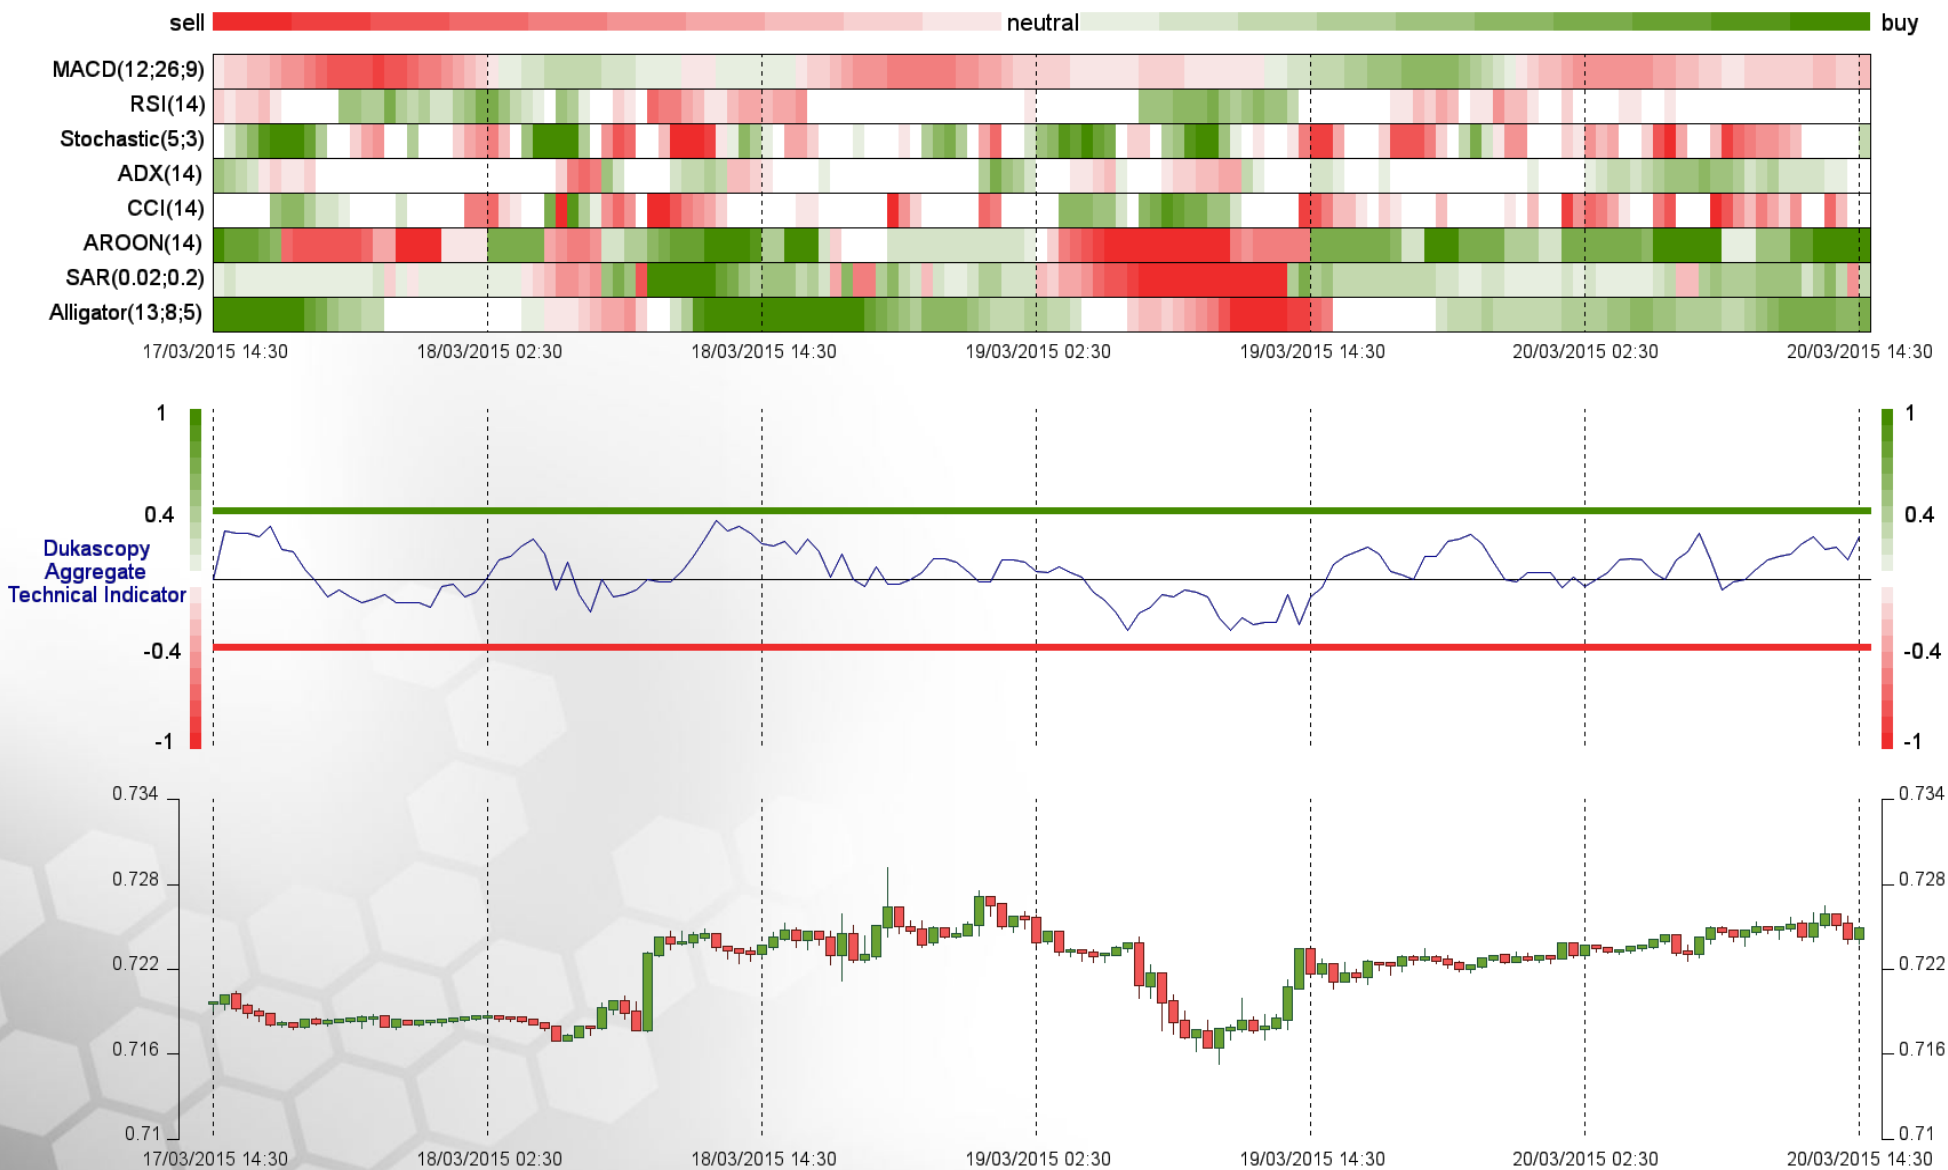 sell neutral buy
MACD(12;26;9)
RSI(14)
Stochastic(5;3)
ADX(14)
CCI(14)
AROON(14)
SAR(0.02;0.2)
Alligator(13;8;5)
17/03/2015 14:30 18/03/2015 02:30 18/03/2015 14:30 19/03/2015 02:30 19/03/2015 14:30 20/03/2015 02:30 20/03/2015 14:30
1 1
0.4 0.4
Dukascopy
Aggregate
Technical Indicator
-0.4 -0.4
-1 -1
0.734 0.734
0.728 0.728
0.722 0.722
0.716 0.716
0.71 0.71
17/03/2015 14:30 18/03/2015 02:30 18/03/2015 14:30 19/03/2015 02:30 19/03/2015 14:30 20/03/2015 02:30 20/03/2015 14:30